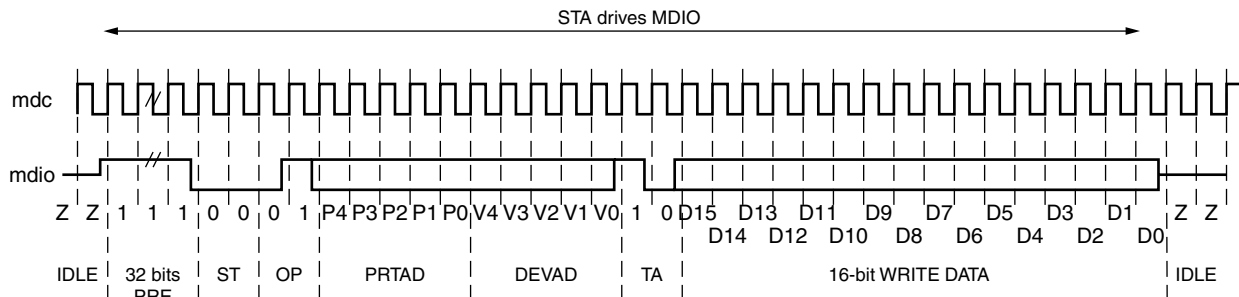 STA drives MDIO
mdc
mdio
Z Z 1 1 1 0 0 0 1 P4 P3 P2 P1 P0 V4 V3 V2 V1 V0 1 0 D15 D13 D11 D9 D7 D5 D3 D1 Z Z
D14 D12 D10 D8 D6 D4 D2 D0
IDLE 32 bits ST OP PRTAD DEVAD TA 16-bit WRITE DATA IDLE
PRE